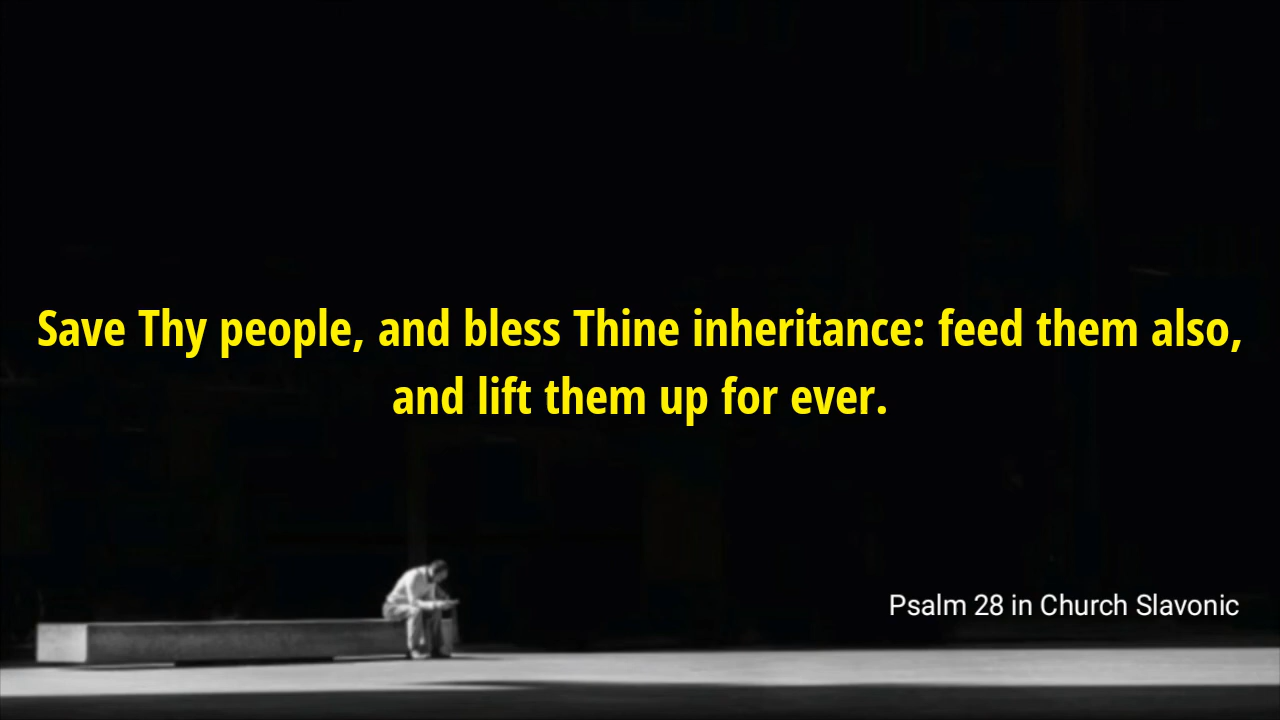 Save Thy people, and bless Thine inheritance: feed them also,
and lift them up for ever.
Psalm 28 in Church Slavonic